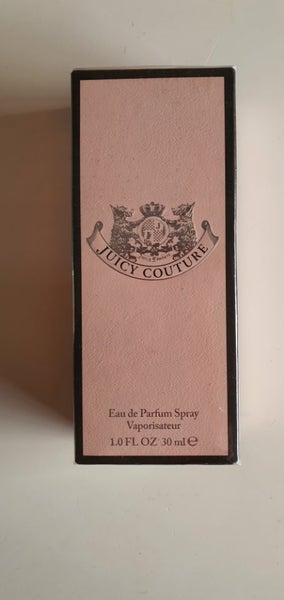 JUICY COUTURE
Eau de Parfum Spray
Vaporisateur
1.0 FL OZ 30 ml ℮